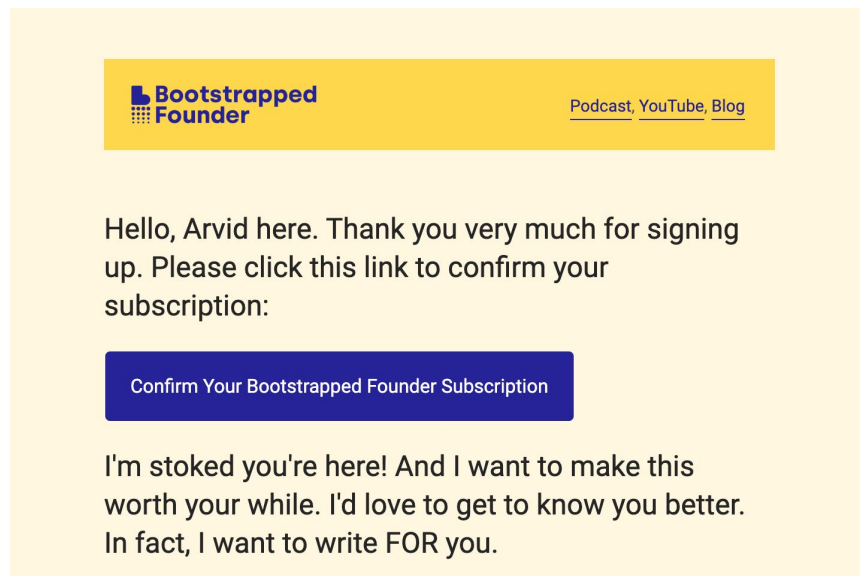 Bootstrapped
Founder
Podcast, YouTube, Blog
Hello, Arvid here. Thank you very much for signing
up. Please click this link to confirm your
subscription:
Confirm Your Bootstrapped Founder Subscription
I'm stoked you're here! And I want to make this
worth your while. I'd love to get to know you better.
In fact, I want to write FOR you.